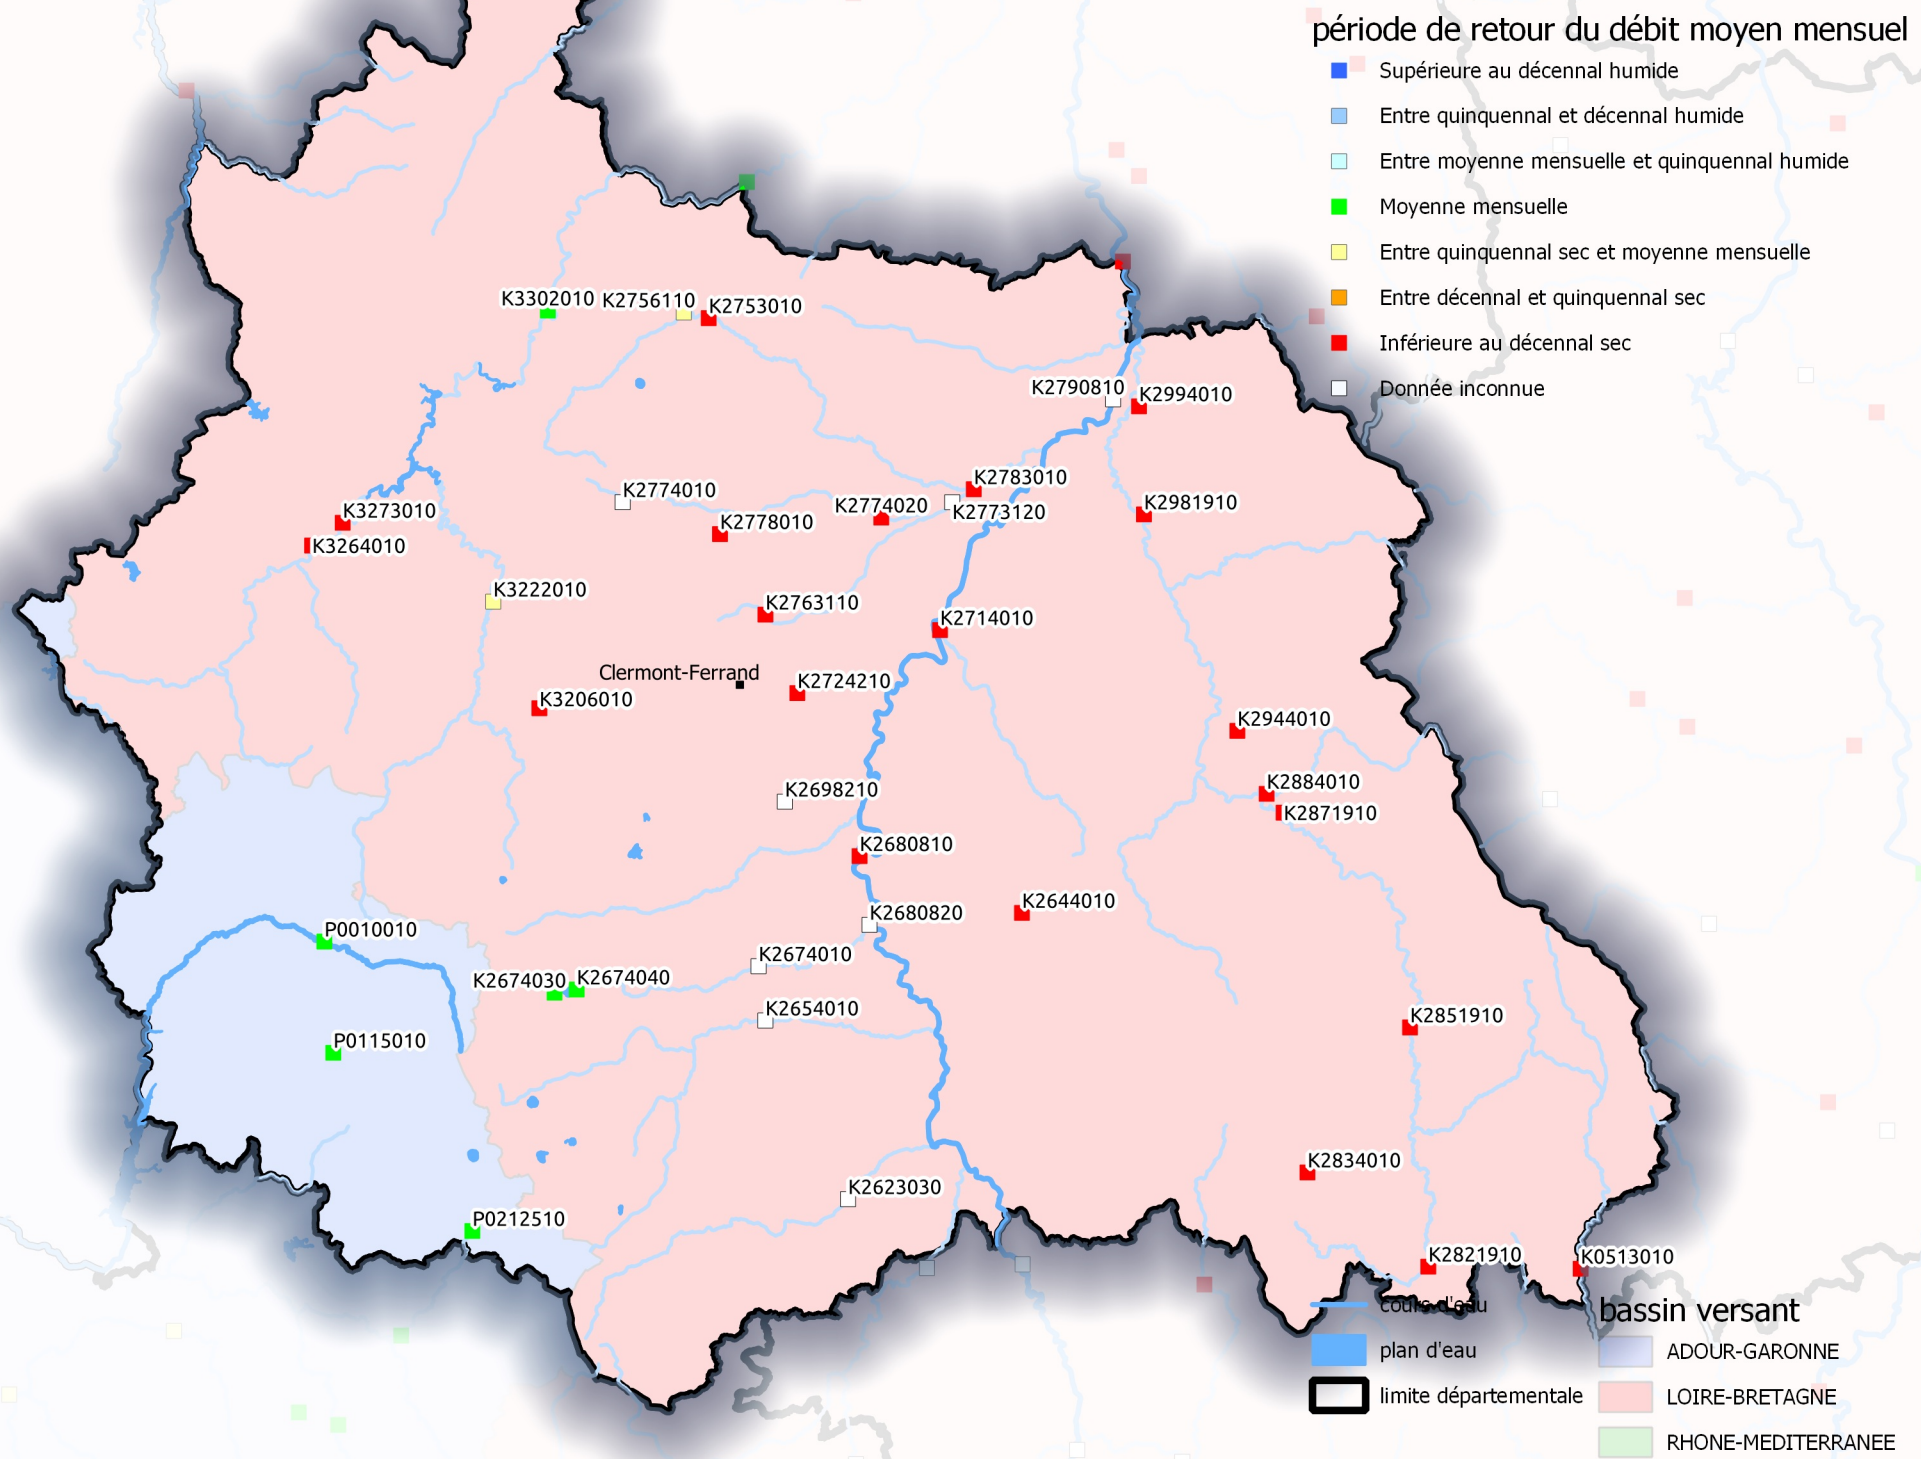 période de retour du débit moyen mensuel
Supérieure au décennal humide
Entre quinquennal et décennal humide
Entre moyenne mensuelle et quinquennal humide
Moyenne mensuelle
Entre quinquennal sec et moyenne mensuelle
Entre décennal et quinquennal sec
Inférieure au décennal sec
Donnée inconnue
K3302010
K2756110
K2753010
K2790810
K2994010
K2774010
K2783010
K2774020
K2773120
K2981910
K3273010
K2778010
K3264010
K3222010
K2763110
K2714010
Clermont-Ferrand
K2724210
K3206010
K2944010
K2698210
K2884010
K2871910
K2680810
K2644010
K2680820
P0010010
K2674010
K2674030
K2674040
K2654010
K2851910
P0115010
K2834010
K2623030
P0212510
K2821910
K0513010
cours d'eau
plan d'eau
limite départementale
bassin versant
ADOUR-GARONNE
LOIRE-BRETAGNE
RHONE-MEDITERRANEE